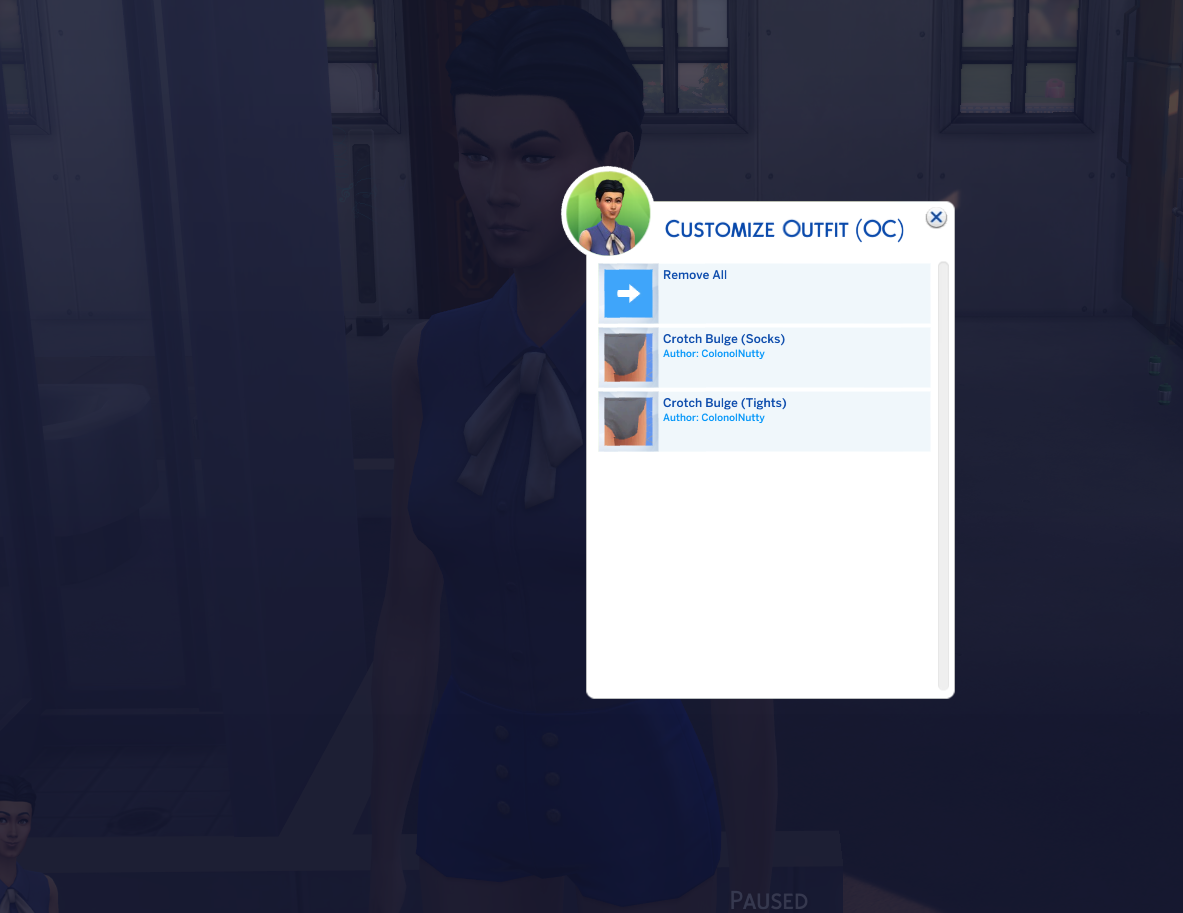 Customize Outfit (OC)
Remove All
Crotch Bulge (Socks)
Author: ColonolNutty
Crotch Bulge (Tights)
Author: ColonolNutty
Paused